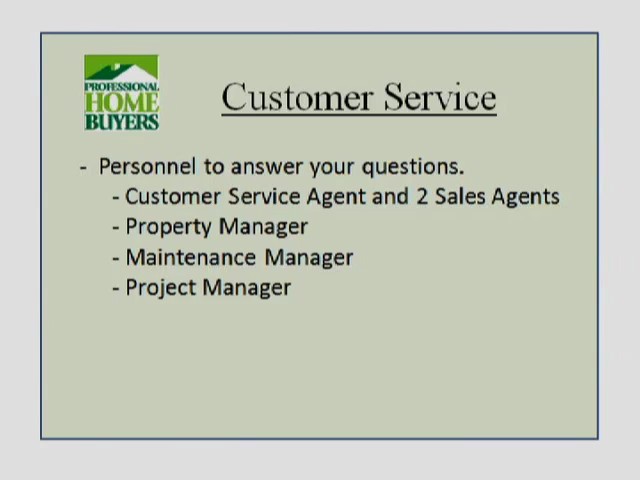 PROFESSIONAL
HOME
BUYERS
Customer Service
- Personnel to answer your questions.
- Customer Service Agent and 2 Sales Agents
- Property Manager
- Maintenance Manager
- Project Manager